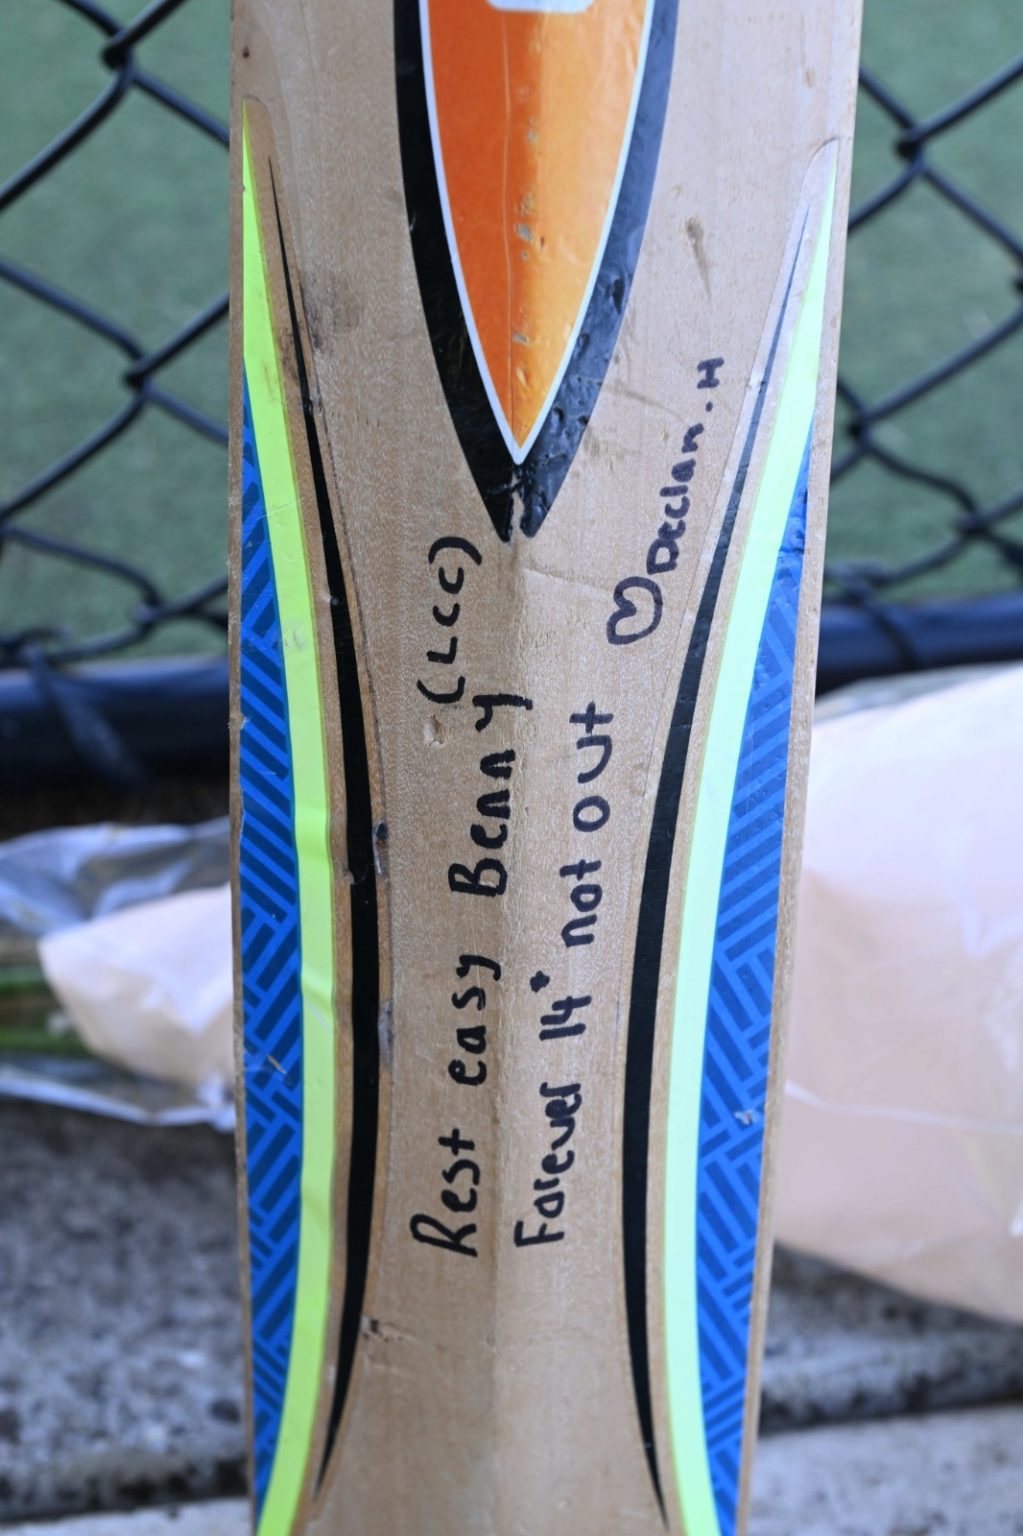 Rest easy Benny (LCC)
Forever 14* not out
♡ Declan.H